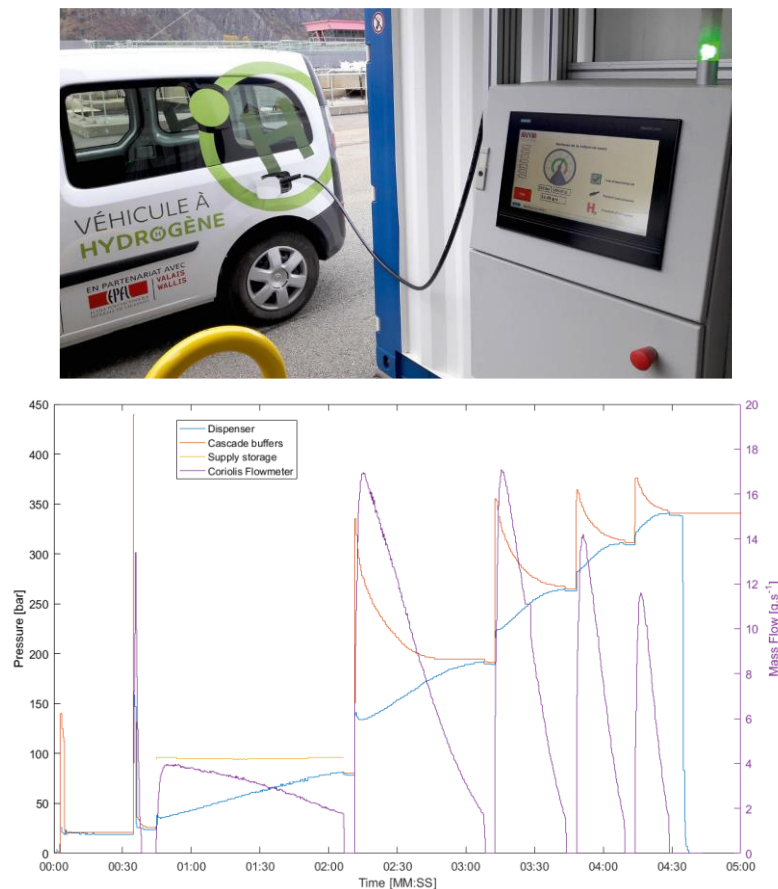 VÉHICULE À
HYDROGÈNE
EN PARTENARIAT AVEC
EPFL
VALAIS
WALLIS
H
Dispenser
Cascade buffers
Supply storage
Coriolis Flowmeter
Pressure [bar]
450
400
350
300
250
200
150
100
50
0
Mass Flow [g.s⁻¹]
20
18
16
14
12
10
8
6
4
2
0
00:00
00:30
01:00
01:30
02:00
02:30
03:00
03:30
04:00
04:30
05:00
Time [MM:SS]